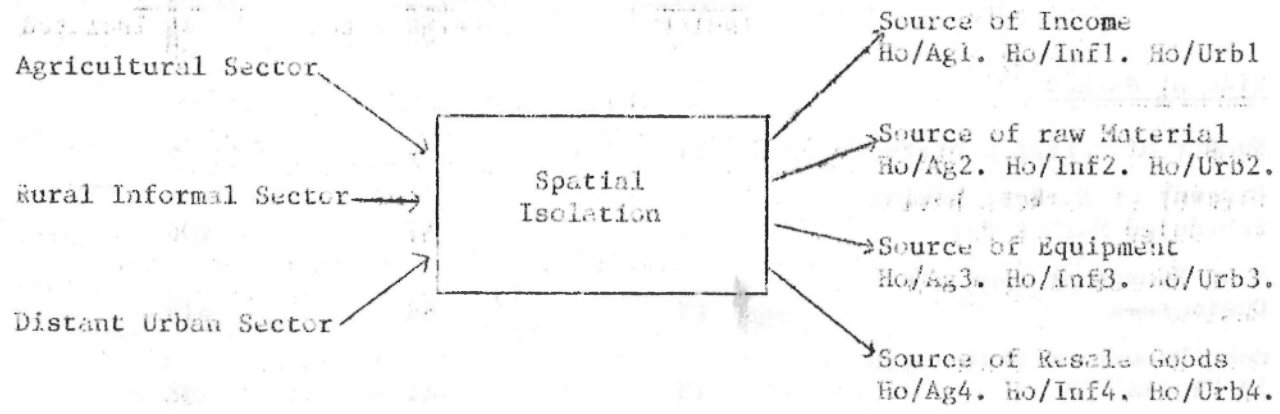 Agricultural Sector
Rural Informal Sector
Distant Urban Sector
Spatial
Isolation
Source of Income
Ho/Ag1. Ho/Inf1. Ho/Urb1
Source of raw Material
Ho/Ag2. Ho/Inf2. Ho/Urb2.
Source of Equipment
Ho/Ag3. Ho/Inf3. Ho/Urb3.
Source of Resale Goods
Ho/Ag4. Ho/Inf4. Ho/Urb4.